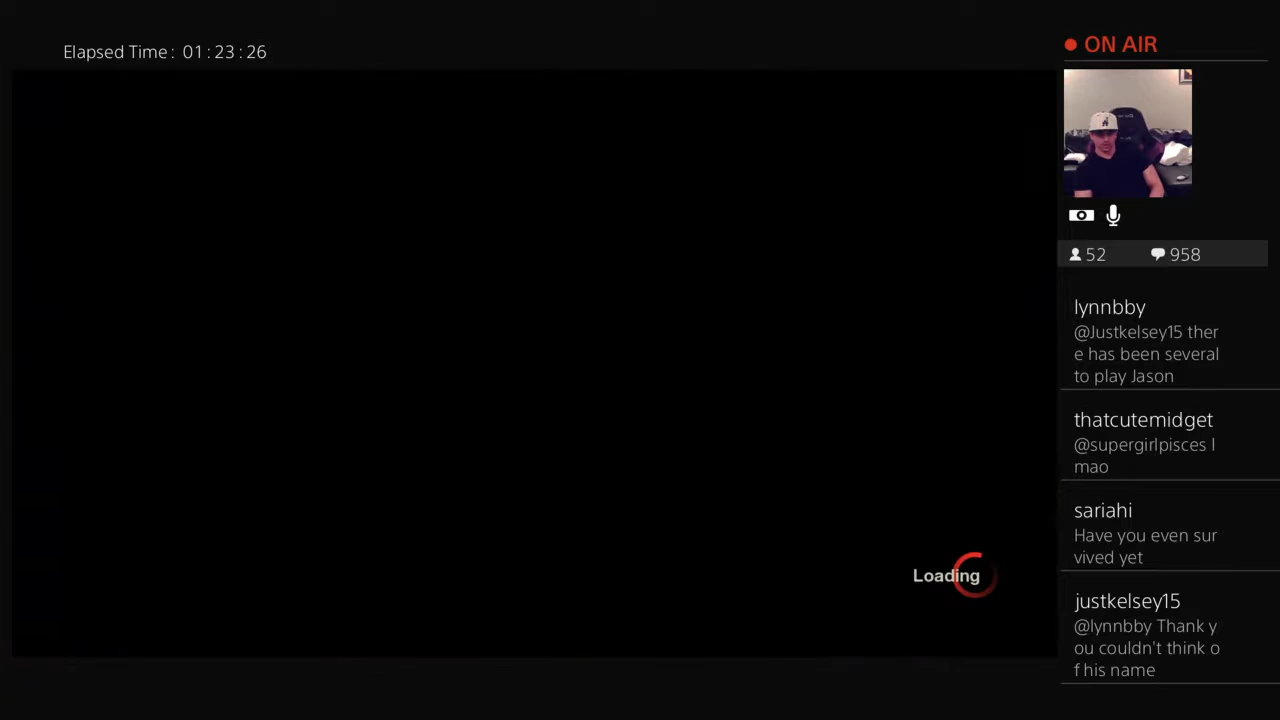 Elapsed Time: 01:23:26
ON AIR
52 958
lynnbby
@Justkelsey15 ther
e has been several
to play Jason
thatcutemidget
@supergirlpisces l
mao
sariahi
Have you even sur
vived yet
justkelsey15
@lynnbby Thank y
ou couldn't think o
f his name
Loading